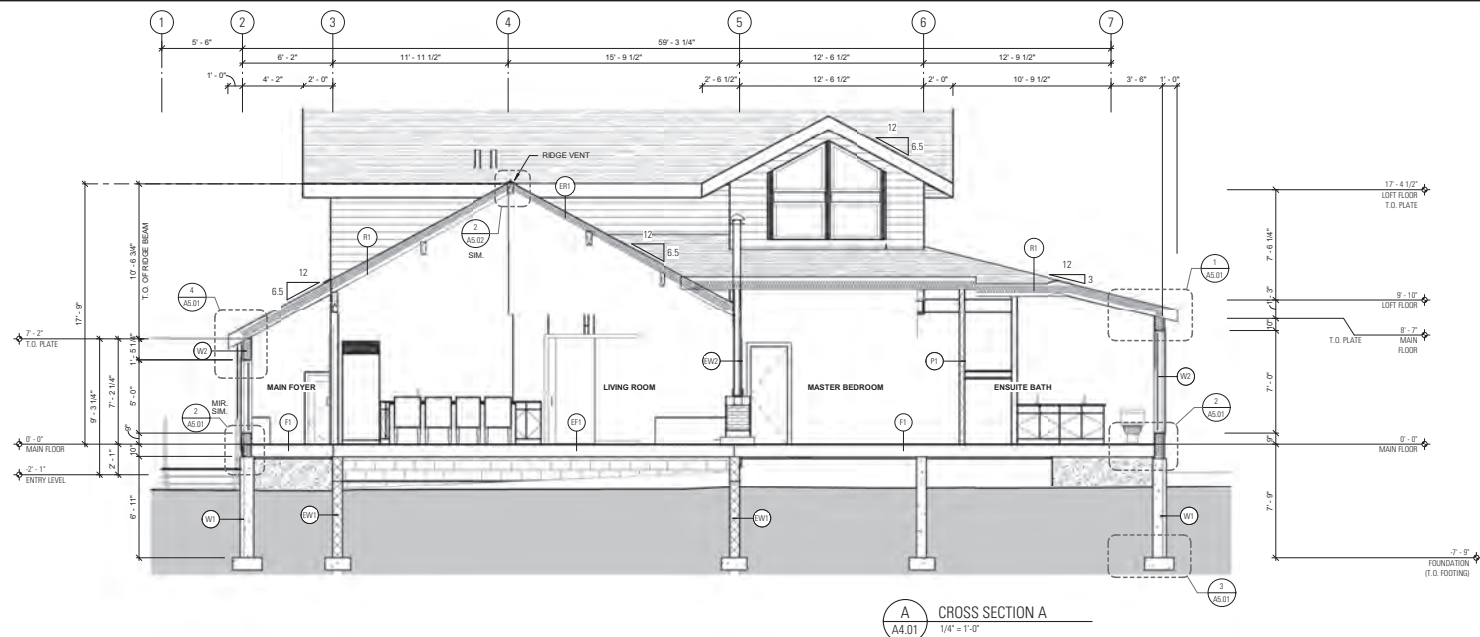 1 2 3 4 5 6 7
5' - 6" 59' - 3 1/4"
6' - 2" 11' - 11 1/2" 15' - 9 1/2" 12' - 6 1/2" 12' - 9 1/2"
1' - 0" 4' - 2" 2' - 0" 2' - 6 1/2" 12' - 6 1/2" 2' - 0" 10' - 9 1/2" 3' - 6" 1' - 0"
12
6.5
RIDGE VENT
ER1
R1
2
A5.02
SIM.
12
6.5
12
6.5
R1
12
3
1
A5.01
4
A5.01
17' - 9"
10' - 6 3/4"
T.O. OF RIDGE BEAM
7' - 2"
T.O. PLATE
9' - 3 1/4"
7' - 2 1/4"
1' - 5 1/4"
5' - 0"
9"
10"
2' - 1"
6' - 11"
0' - 0"
MAIN FLOOR
-2' - 1"
ENTRY LEVEL
W2
MIR.
SIM.
2
A5.01
MAIN FOYER
LIVING ROOM
MASTER BEDROOM
ENSUITE BATH
EW2
P1
W2
F1
EF1
F1
2
A5.01
W1
EW1
EW1
W1
3
A5.01
17' - 4 1/2"
LOFT FLOOR
T.O. PLATE
7' - 6 1/4"
9' - 10"
LOFT FLOOR
1' - 3"
10"
8' - 7"
T.O. PLATE MAIN
FLOOR
7' - 0"
0' - 0"
MAIN FLOOR
9"
7' - 9"
-7' - 9"
FOUNDATION
(T.O. FOOTING)
A
A4.01
CROSS SECTION A
1/4" = 1'-0"